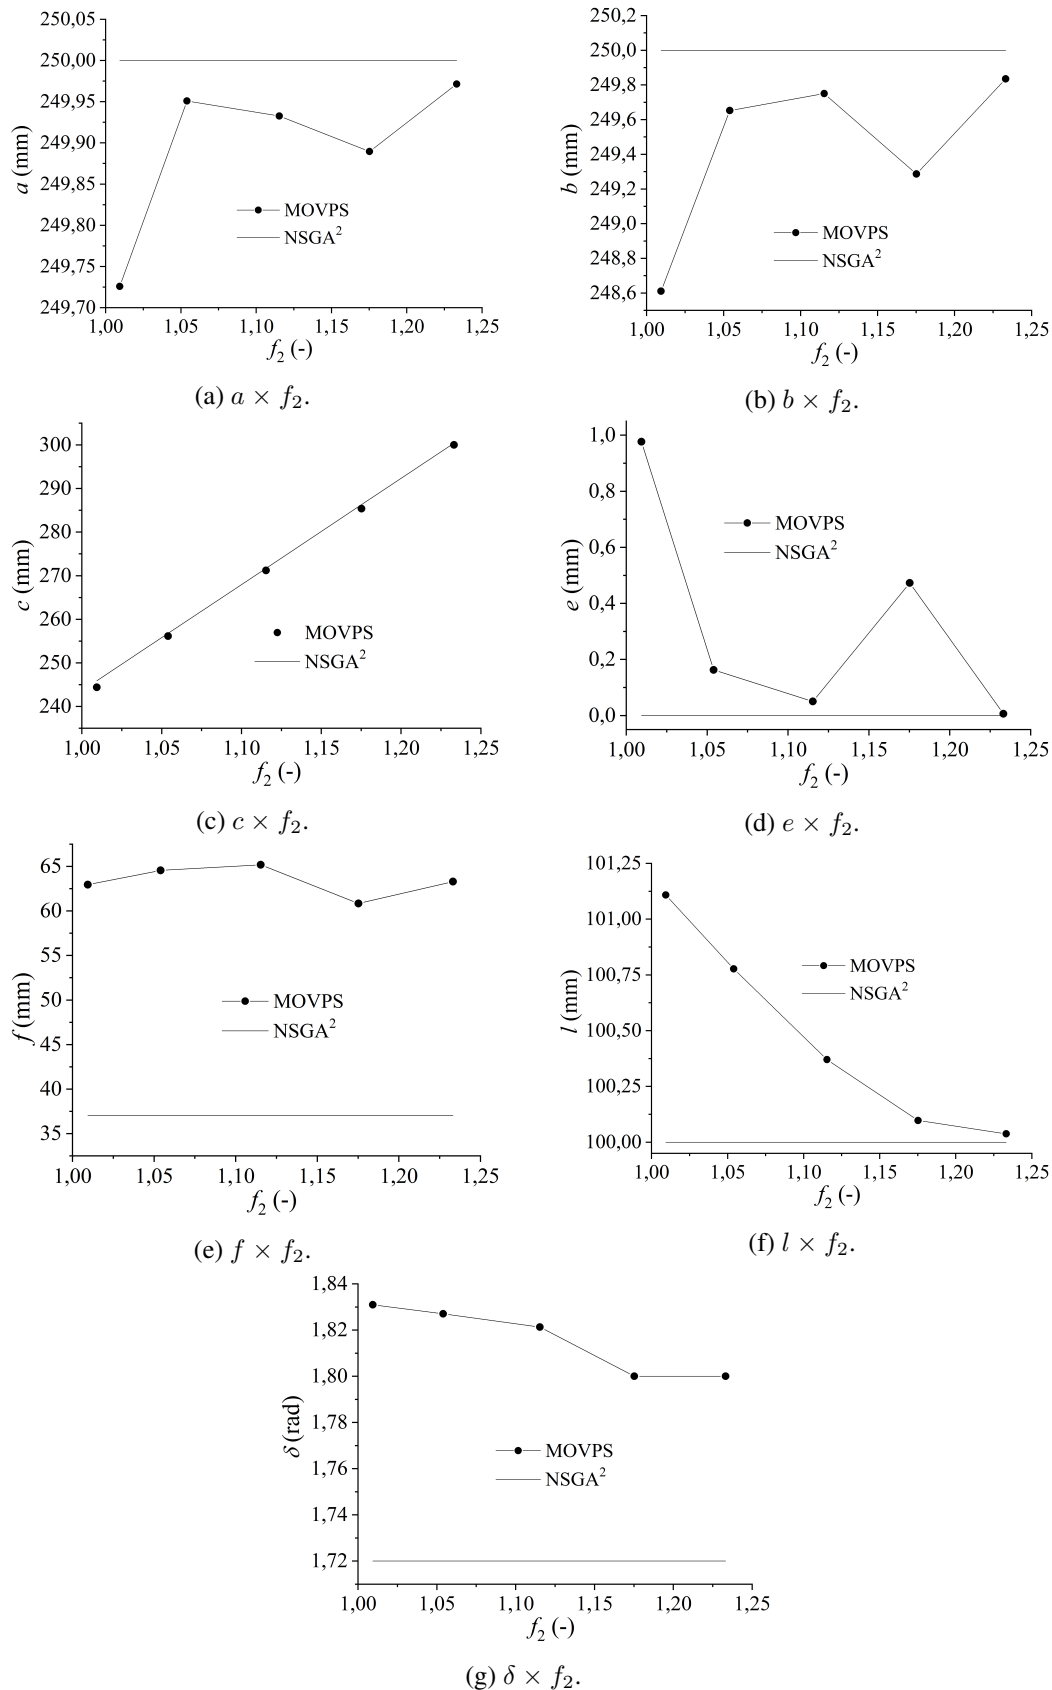 250,05
250,00
249,95
249,90
249,85
249,80
249,75
249,70
a (mm)
MOVPS
NSGA²
1,00 1,05 1,10 1,15 1,20 1,25
f₂ (-)
(a) a × f₂.
250,2
250,0
249,8
249,6
249,4
249,2
249,0
248,8
248,6
b (mm)
MOVPS
NSGA²
1,00 1,05 1,10 1,15 1,20 1,25
f₂ (-)
(b) b × f₂.
300
290
280
270
260
250
240
c (mm)
MOVPS
NSGA²
1,00 1,05 1,10 1,15 1,20 1,25
f₂ (-)
(c) c × f₂.
1,0
0,8
0,6
0,4
0,2
0,0
e (mm)
MOVPS
NSGA²
1,00 1,05 1,10 1,15 1,20 1,25
f₂ (-)
(d) e × f₂.
65
60
55
50
45
40
35
f (mm)
MOVPS
NSGA²
1,00 1,05 1,10 1,15 1,20 1,25
f₂ (-)
(e) f × f₂.
101,25
101,00
100,75
100,50
100,25
100,00
l (mm)
MOVPS
NSGA²
1,00 1,05 1,10 1,15 1,20 1,25
f₂ (-)
(f) l × f₂.
1,84
1,82
1,80
1,78
1,76
1,74
1,72
δ (rad)
MOVPS
NSGA²
1,00 1,05 1,10 1,15 1,20 1,25
f₂ (-)
(g) δ × f₂.